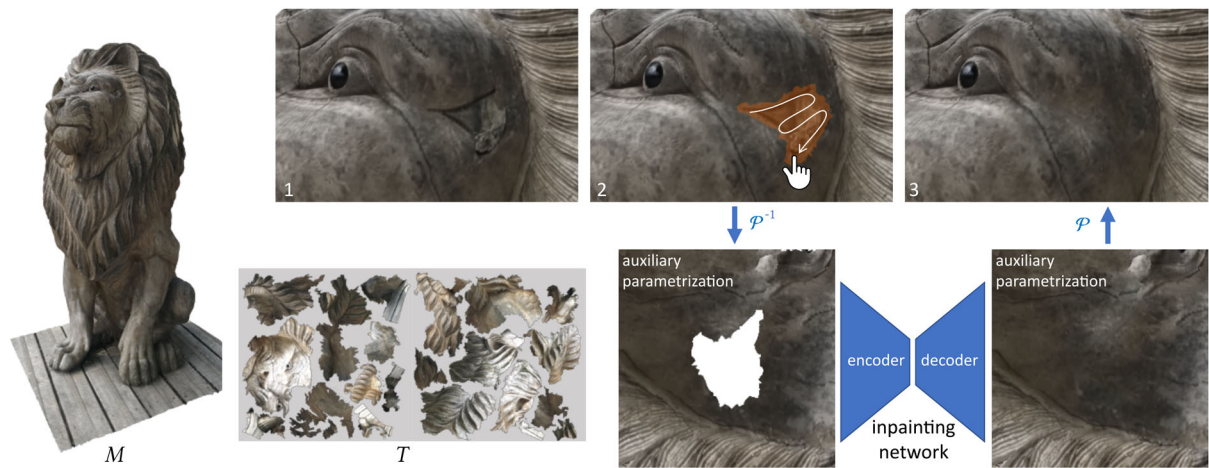 1
2
3
𝒫⁻¹
𝒫
auxiliary
parametrization
auxiliary
parametrization
encoder
decoder
inpainting
network
M
T